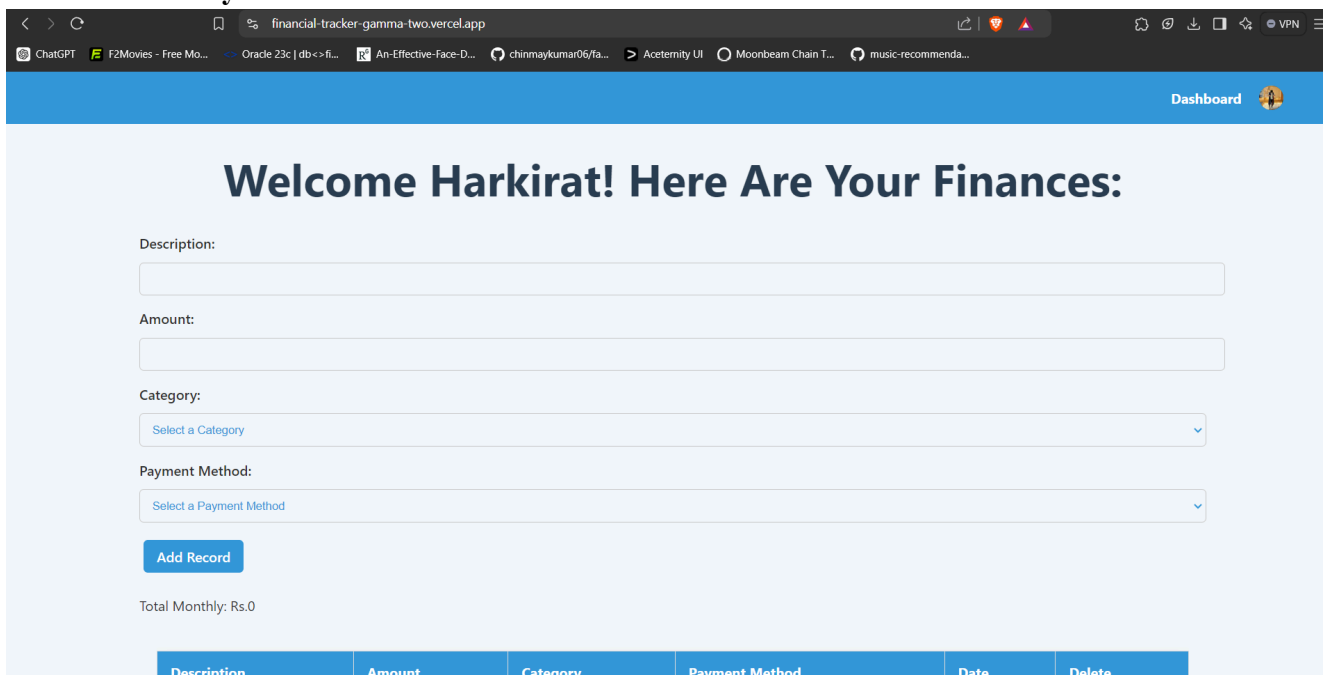 financial-tracker-gamma-two.vercel.app
VPN
ChatGPT F2Movies - Free Mo... Oracle 23c | db<>fi... An-Effective-Face-D... chinmaykumar06/fa... Aceternity UI Moonbeam Chain T... music-recommenda...
Dashboard
Welcome Harkirat! Here Are Your Finances:
Description:
Amount:
Category:
Select a Category
Payment Method:
Select a Payment Method
Add Record
Total Monthly: Rs.0
Description Amount Category Payment Method Date Delete